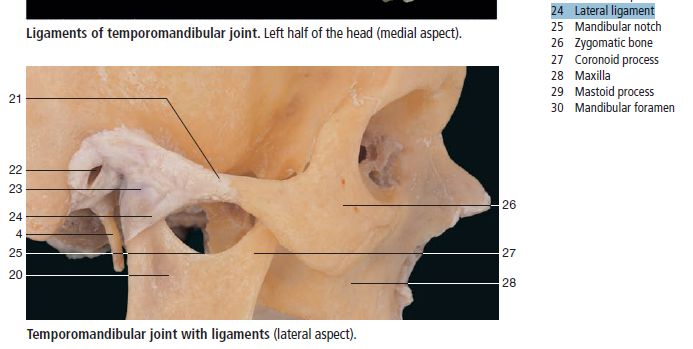 24 Lateral ligament
25 Mandibular notch
26 Zygomatic bone
27 Coronoid process
28 Maxilla
29 Mastoid process
30 Mandibular foramen
Ligaments of temporomandibular joint. Left half of the head (medial aspect).
21
22
23
24
4
25
20
26
27
28
Temporomandibular joint with ligaments (lateral aspect).